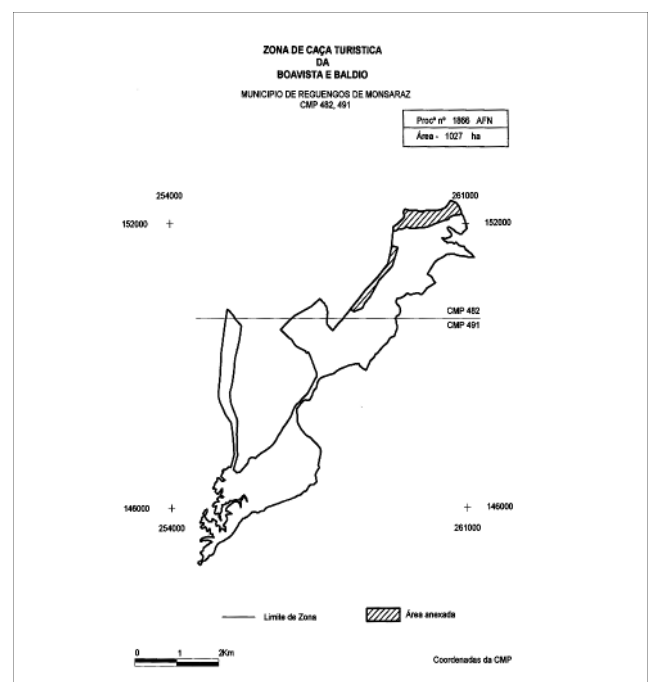 ZONA DE CAÇA TURISTICA
DA
BOAVISTA E BALDIO
MUNICIPIO DE REGUENGOS DE MONSARAZ
CMP 482, 491
Procº nº 1866 AFN
Área - 1027 ha
254000
261000
152000
152000
CMP 482
CMP 491
146000
146000
254000
261000
Limite de Zona
Área anexada
0 1 2Km
Coordenadas da CMP